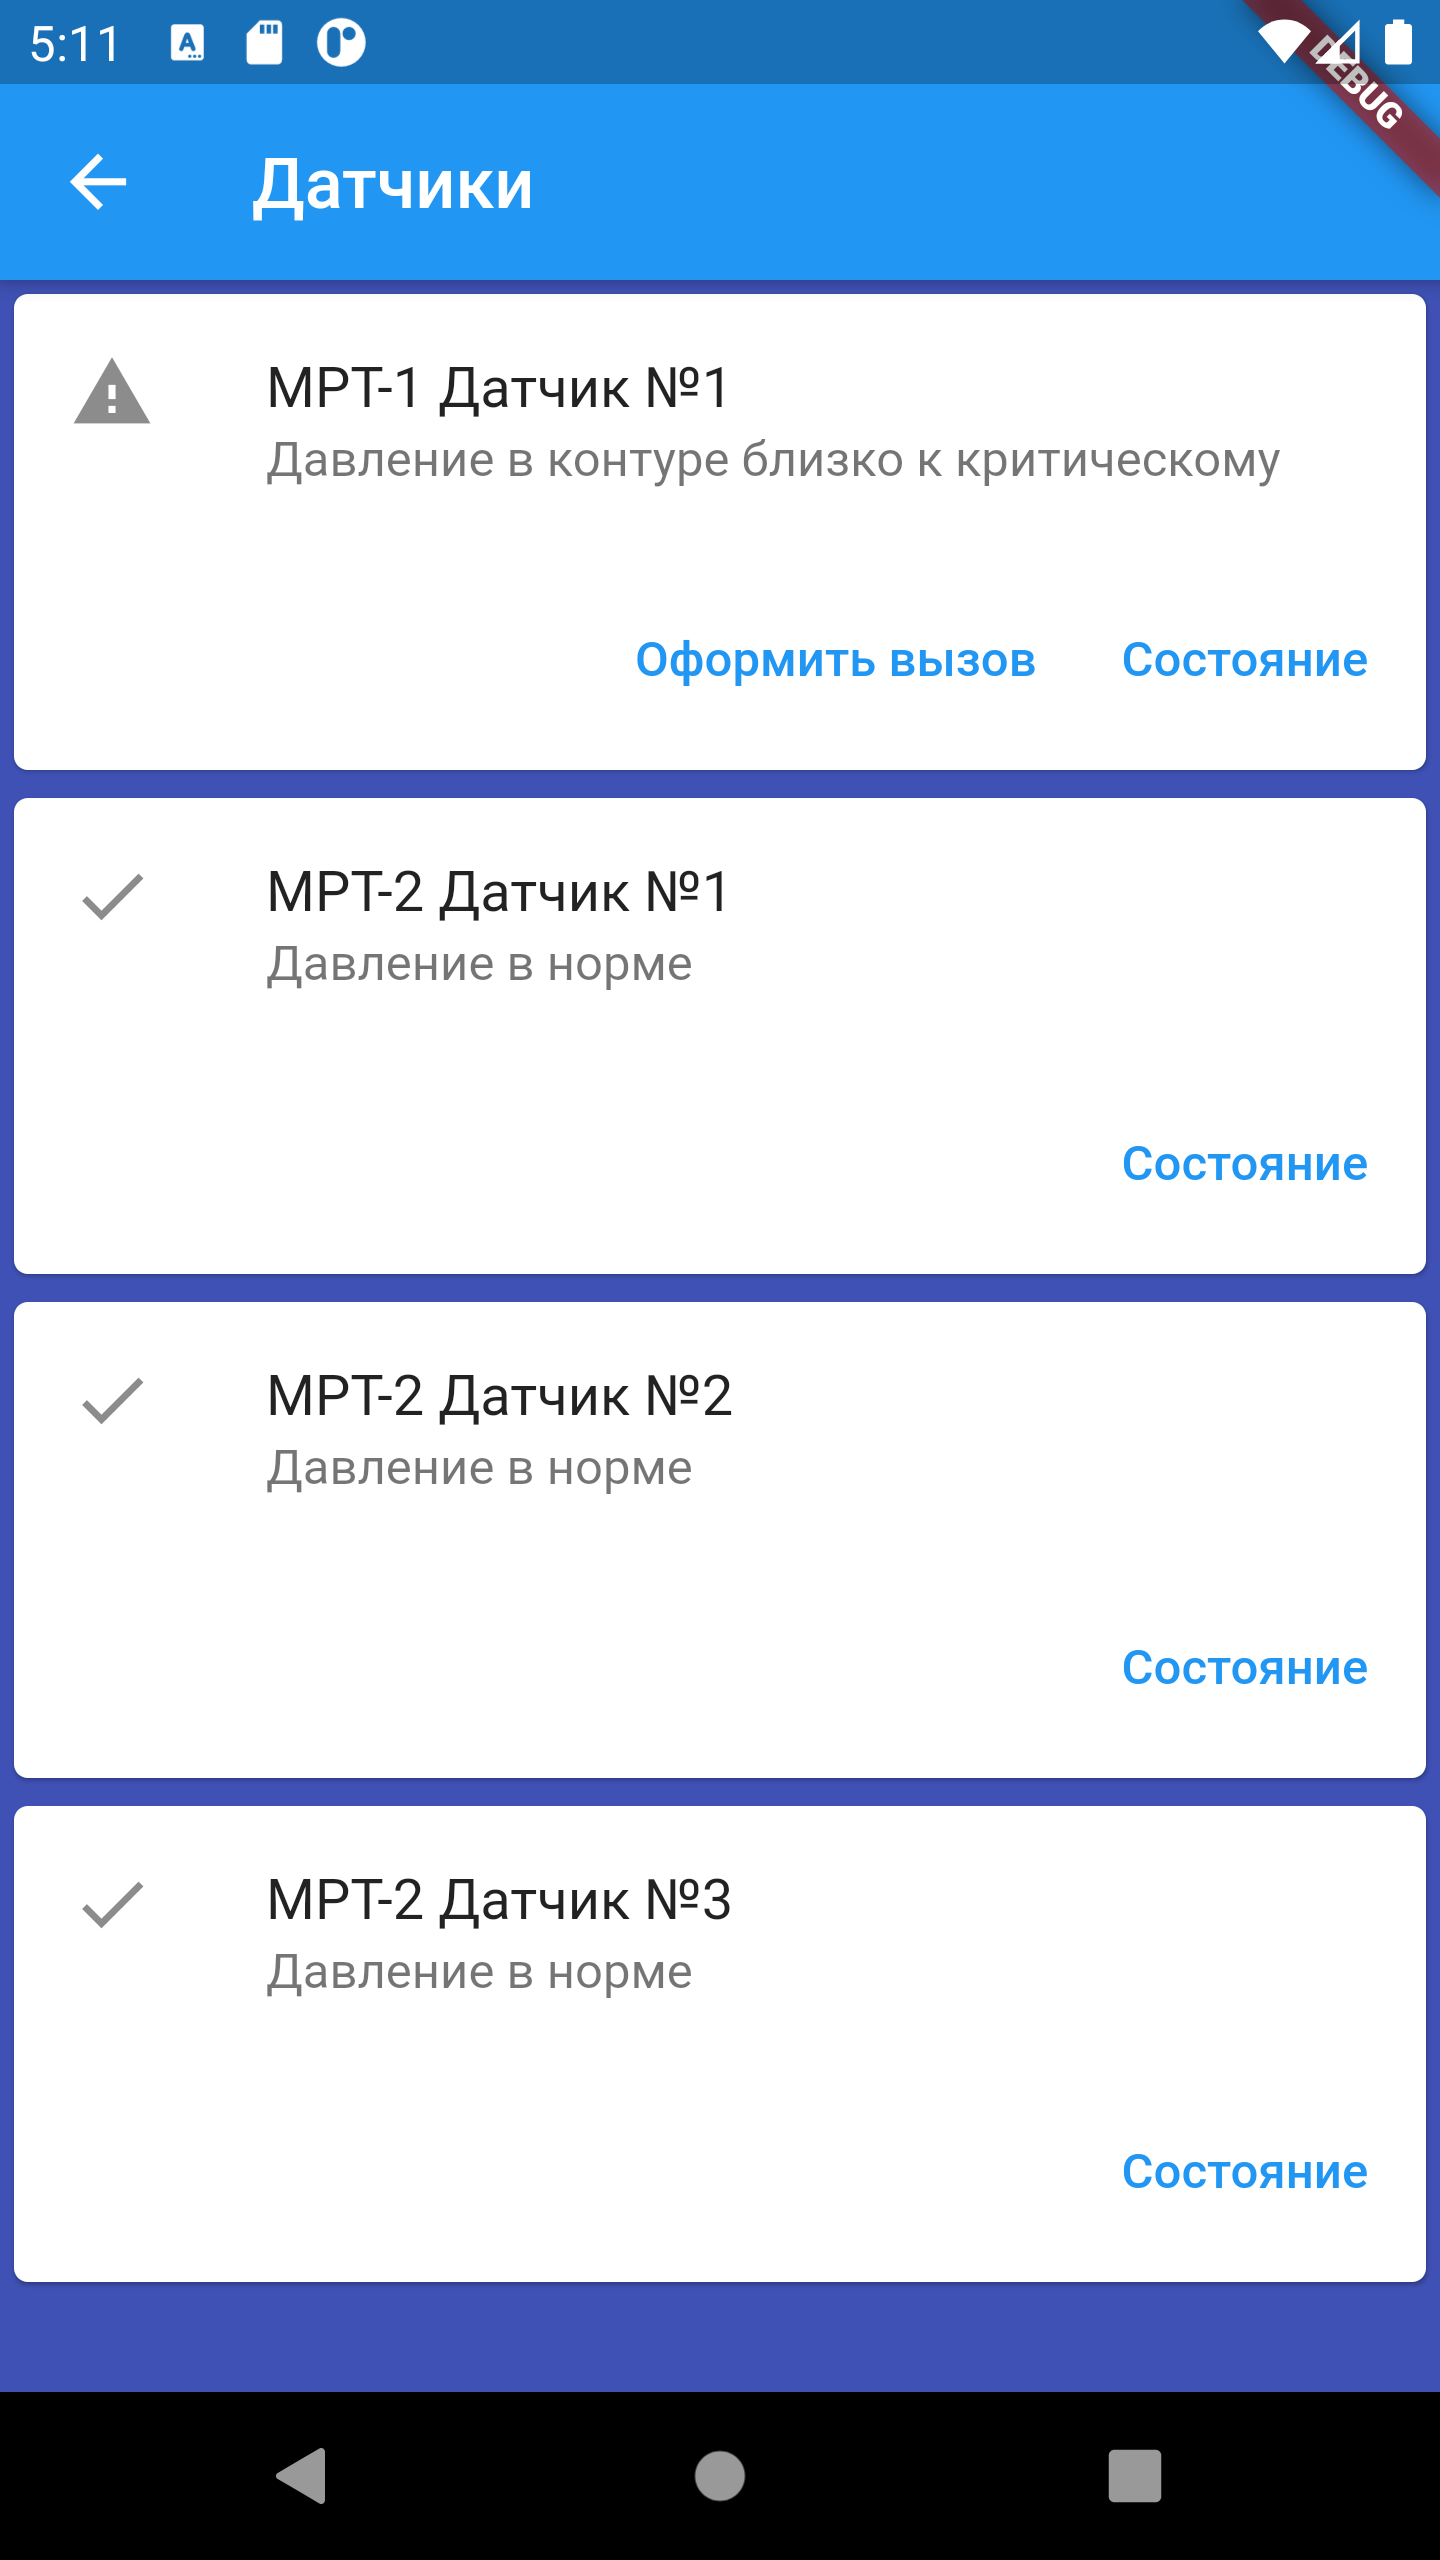 5:11
DEBUG
Датчики
МРТ-1 Датчик №1
Давление в контуре близко к критическому
Оформить вызов Состояние
МРТ-2 Датчик №1
Давление в норме
Состояние
МРТ-2 Датчик №2
Давление в норме
Состояние
МРТ-2 Датчик №3
Давление в норме
Состояние